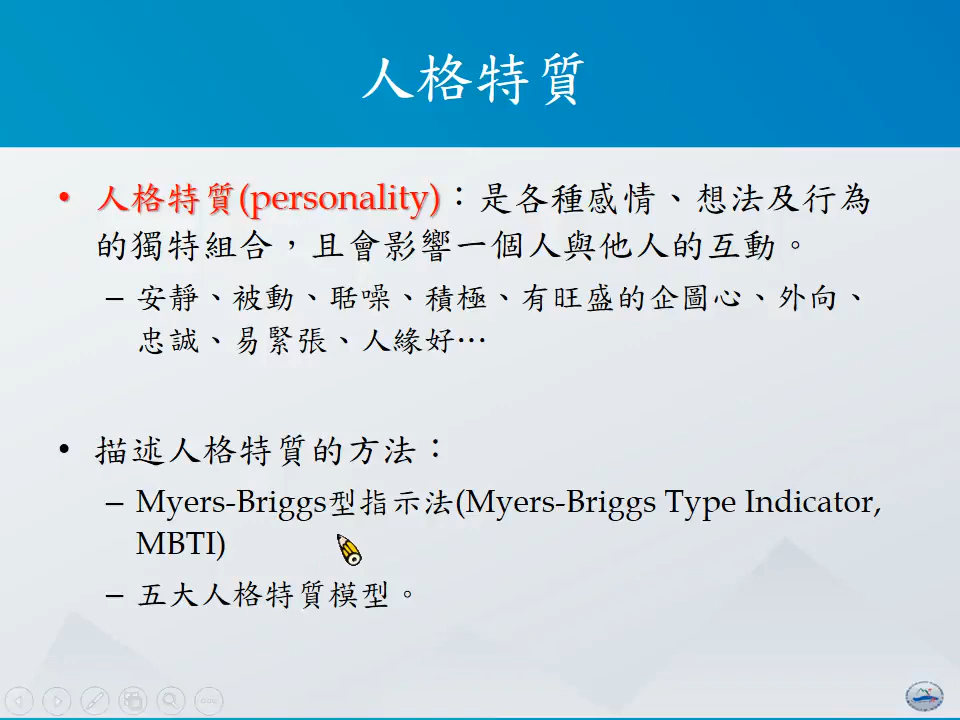 人格特質
• 人格特質(personality)：是各種感情、想法及行為
的獨特組合，且會影響一個人與他人的互動。
– 安靜、被動、聒噪、積極、有旺盛的企圖心、外向、
忠誠、易緊張、人緣好…
• 描述人格特質的方法：
– Myers-Briggs型指示法(Myers-Briggs Type Indicator,
MBTI)
– 五大人格特質模型。